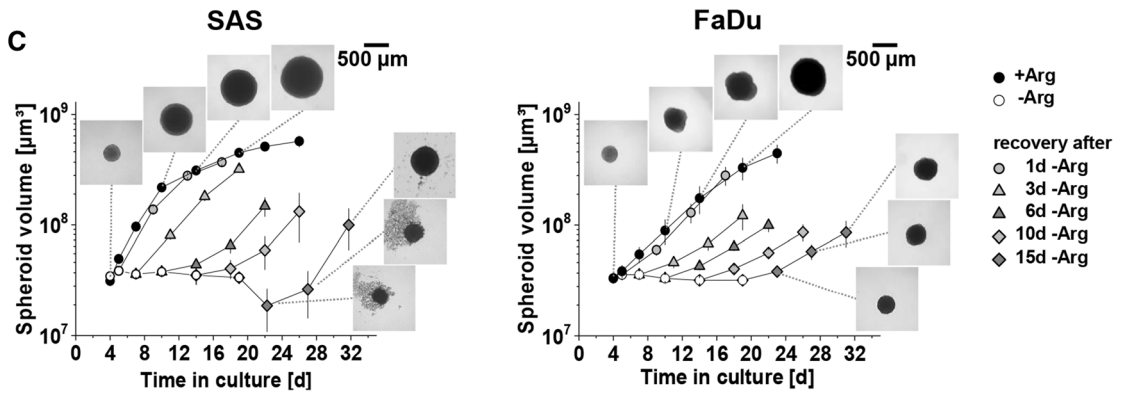 C
SAS
FaDu
500 µm
500 µm
Spheroid volume [µm³]
10⁹
10⁸
10⁷
0 4 8 12 16 20 24 28 32
Time in culture [d]
Spheroid volume [µm³]
10⁹
10⁸
10⁷
0 4 8 12 16 20 24 28 32
Time in culture [d]
+Arg
-Arg
recovery after
1d -Arg
3d -Arg
6d -Arg
10d -Arg
15d -Arg